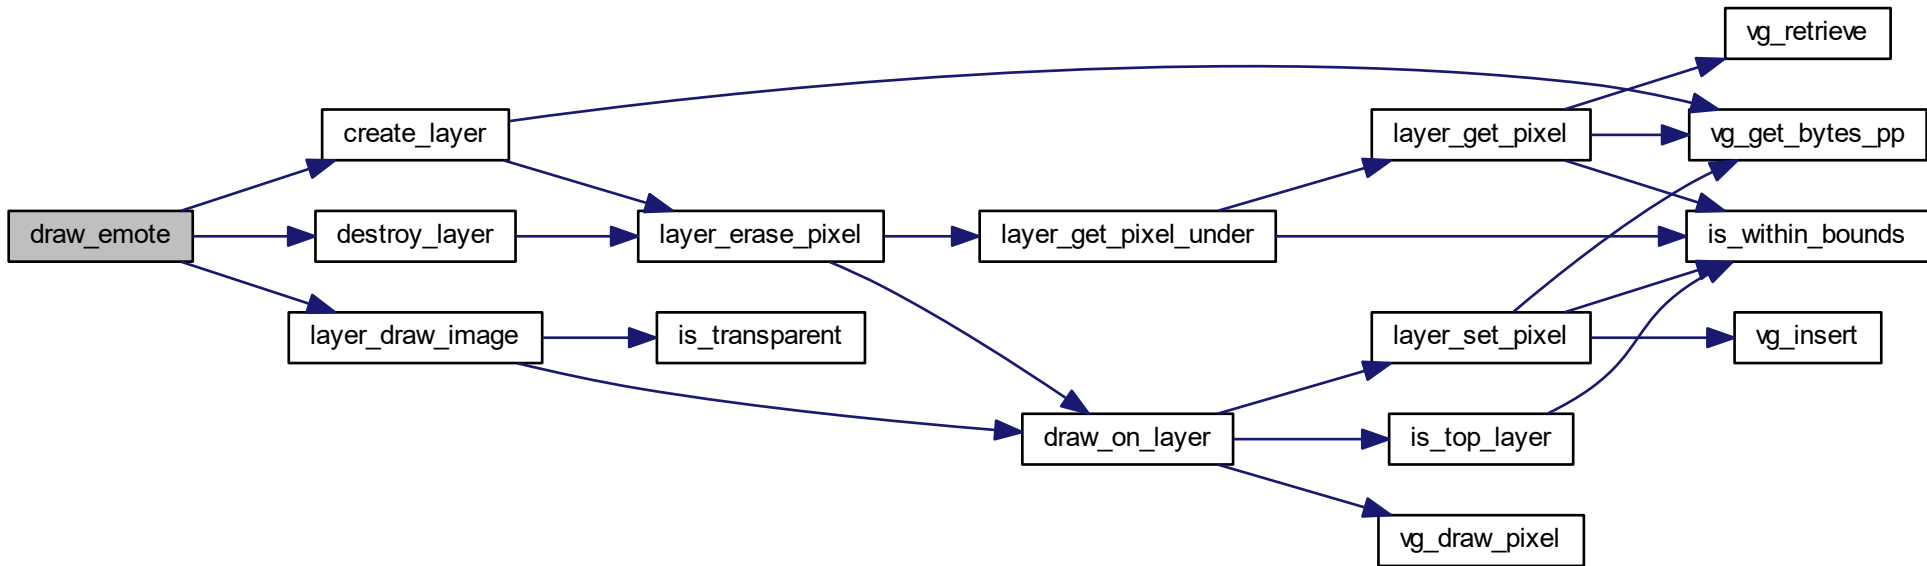 vg_retrieve
create_layer
layer_get_pixel
vg_get_bytes_pp
draw_emote
destroy_layer
layer_erase_pixel
layer_get_pixel_under
is_within_bounds
layer_draw_image
is_transparent
layer_set_pixel
vg_insert
draw_on_layer
is_top_layer
vg_draw_pixel